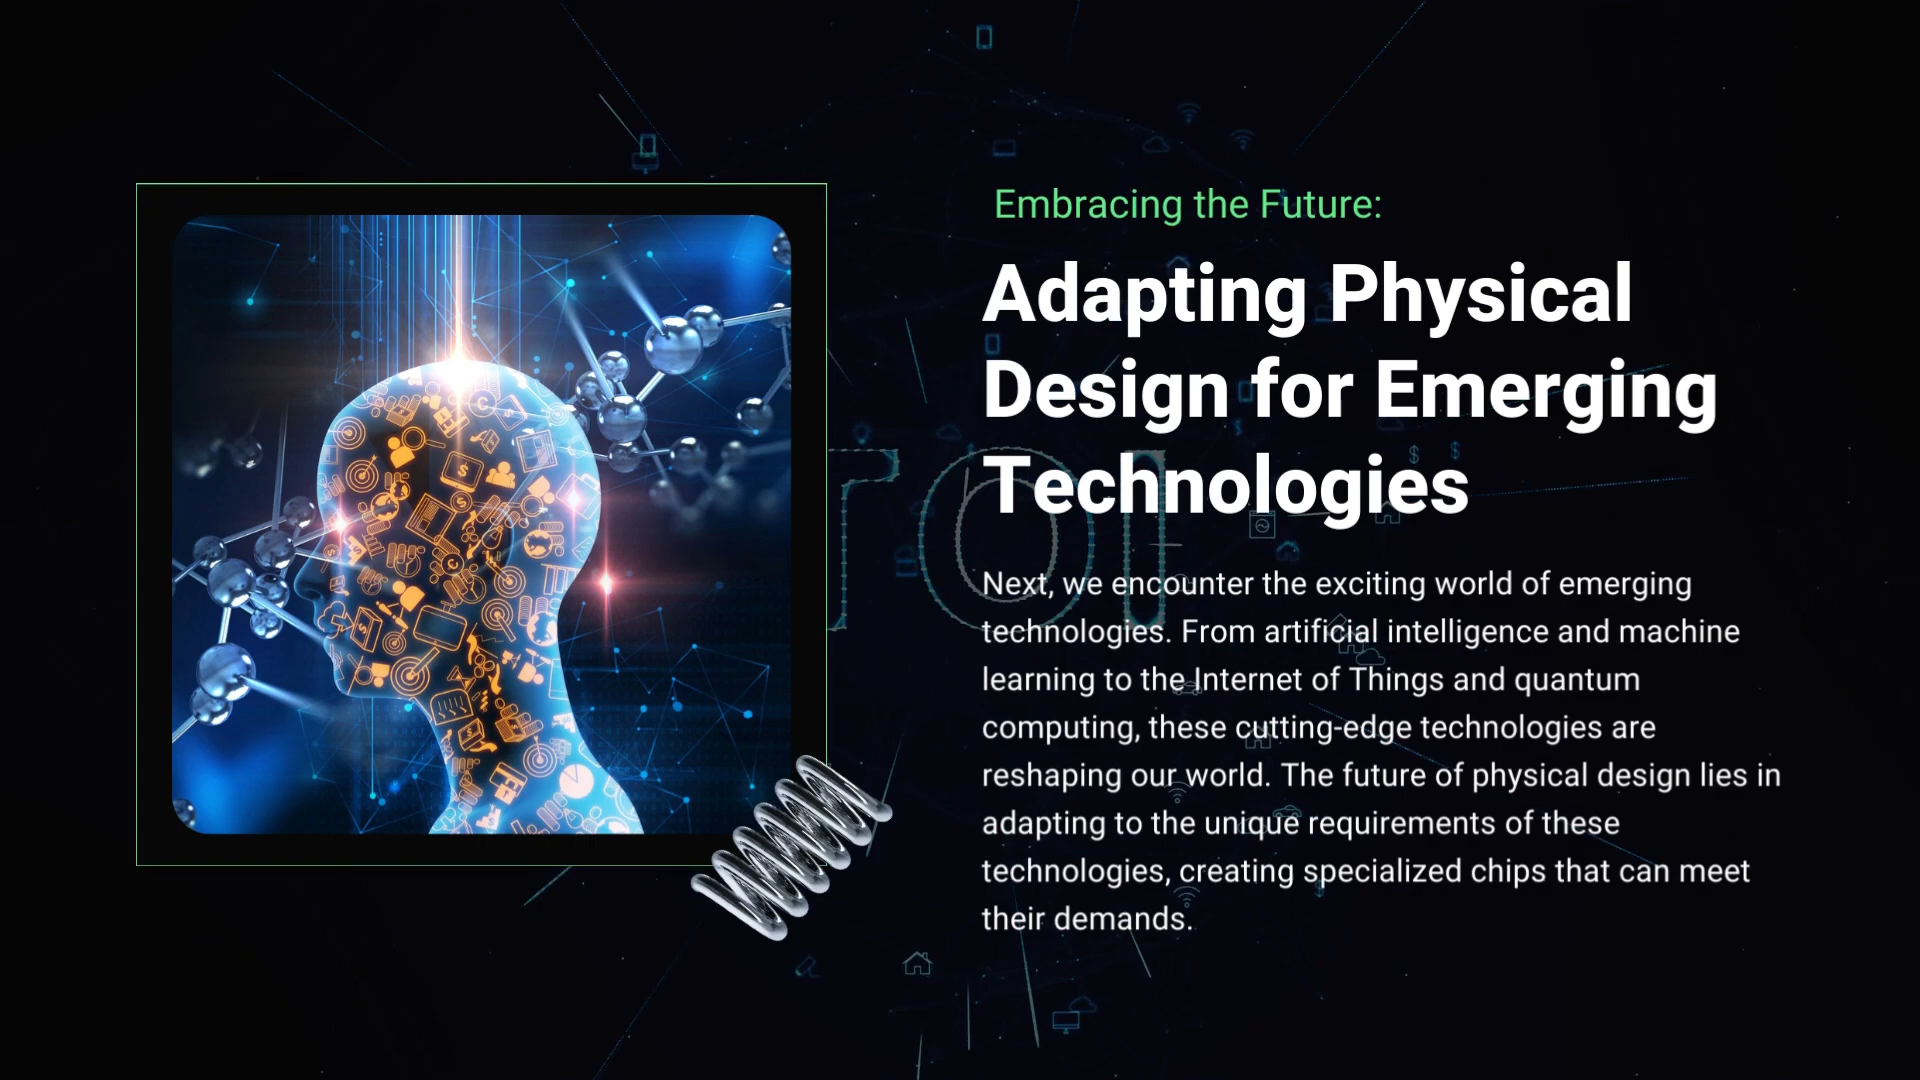 Embracing the Future:
Adapting Physical
Design for Emerging
Technologies
Next, we encounter the exciting world of emerging
technologies. From artificial intelligence and machine
learning to the Internet of Things and quantum
computing, these cutting-edge technologies are
reshaping our world. The future of physical design lies in
adapting to the unique requirements of these
technologies, creating specialized chips that can meet
their demands.